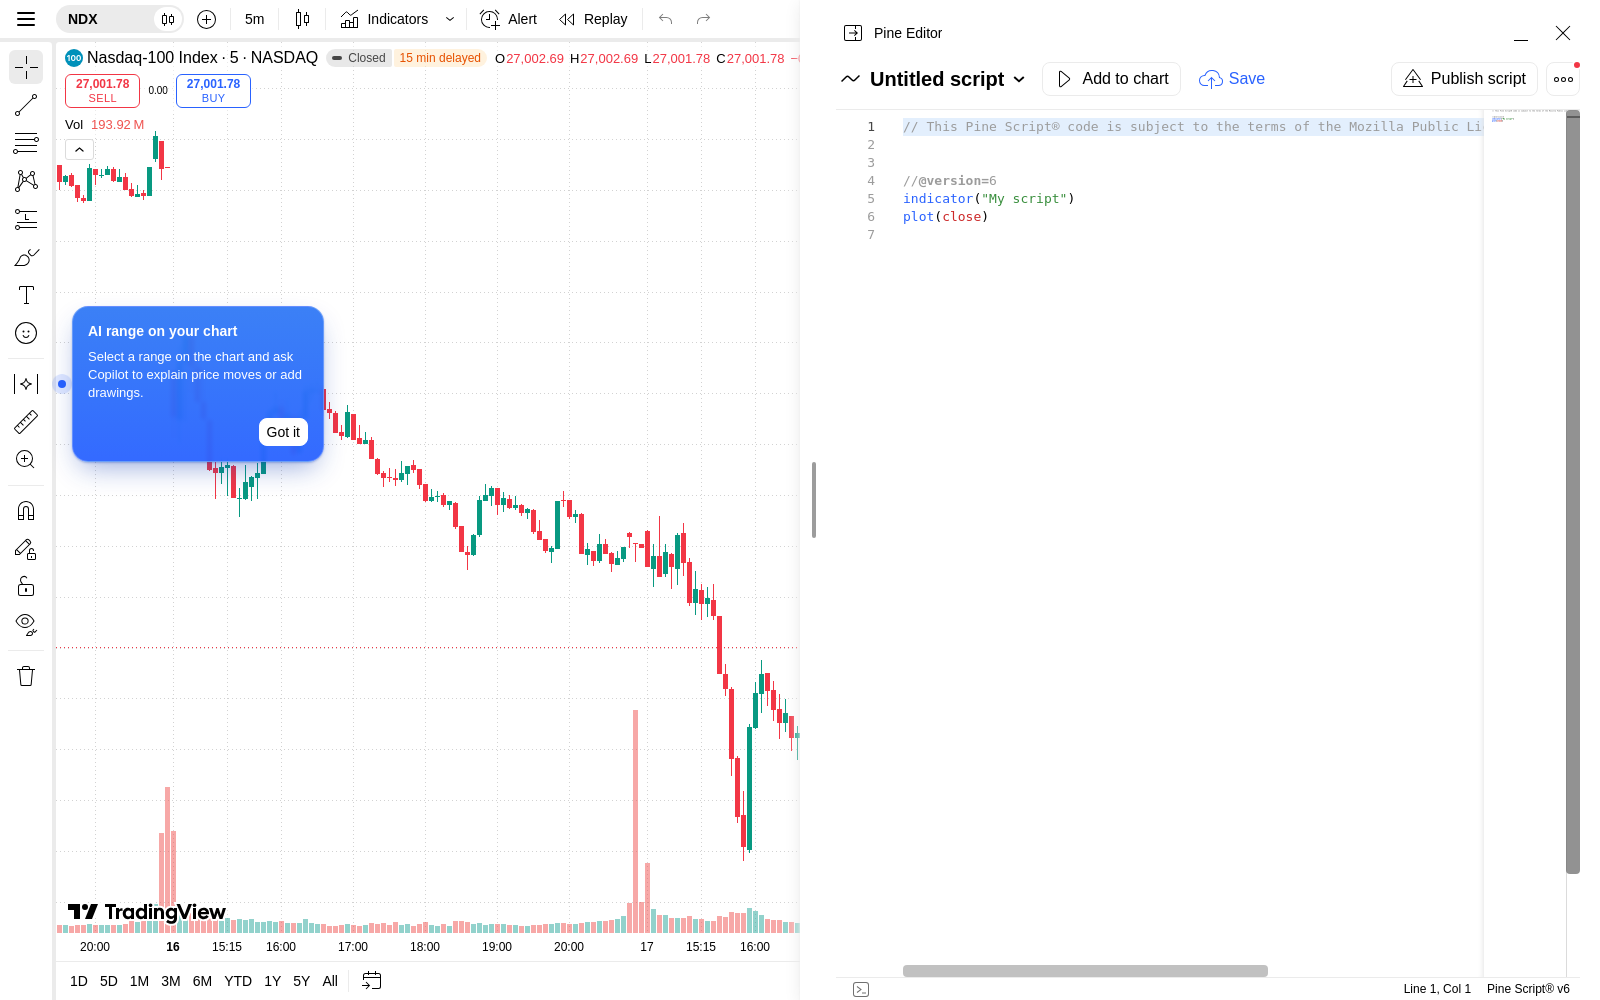 NDX
5m
Indicators
Alert
Replay
100
Nasdaq-100 Index · 5 · NASDAQ
Closed
15 min delayed
O27,002.69 H27,002.69 L27,001.78 C27,001.78
27,001.78
SELL
0.00
27,001.78
BUY
Vol 193.92 M
AI range on your chart
Select a range on the chart and ask
Copilot to explain price moves or add
drawings.
Got it
TradingView
20:00 16 15:15 16:00 17:00 18:00 19:00 20:00 17 15:15 16:00
1D 5D 1M 3M 6M YTD 1Y 5Y All
Pine Editor
Untitled script
Add to chart
Save
Publish script
1 // This Pine Script® code is subject to the terms of the Mozilla Public Li
2
3
4 //@version=6
5 indicator("My script")
6 plot(close)
7
Line 1, Col 1
Pine Script® v6